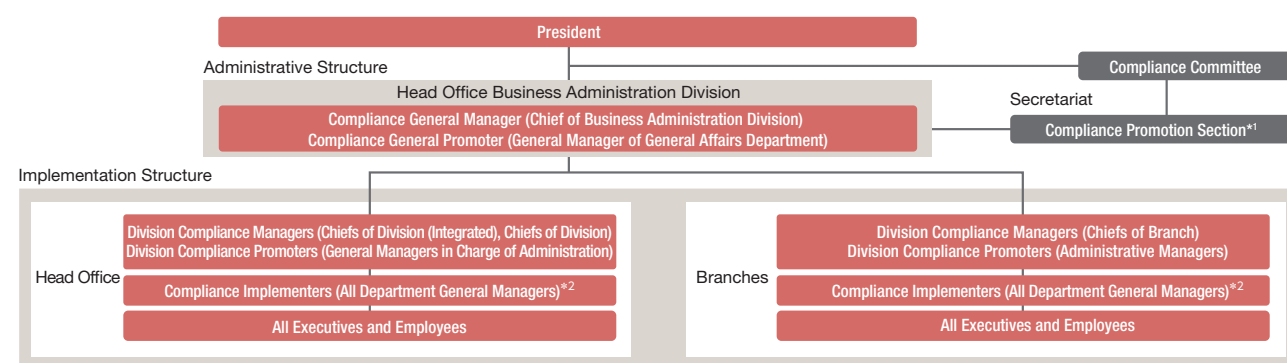 President
Administrative Structure
Compliance Committee
Head Office Business Administration Division
Secretariat
Compliance General Manager (Chief of Business Administration Division)
Compliance General Promoter (General Manager of General Affairs Department)
Compliance Promotion Section*1
Implementation Structure
Head Office
Division Compliance Managers (Chiefs of Division (Integrated), Chiefs of Division)
Division Compliance Promoters (General Managers in Charge of Administration)
Compliance Implementers (All Department General Managers)*2
All Executives and Employees
Branches
Division Compliance Managers (Chiefs of Branch)
Division Compliance Promoters (Administrative Managers)
Compliance Implementers (All Department General Managers)*2
All Executives and Employees